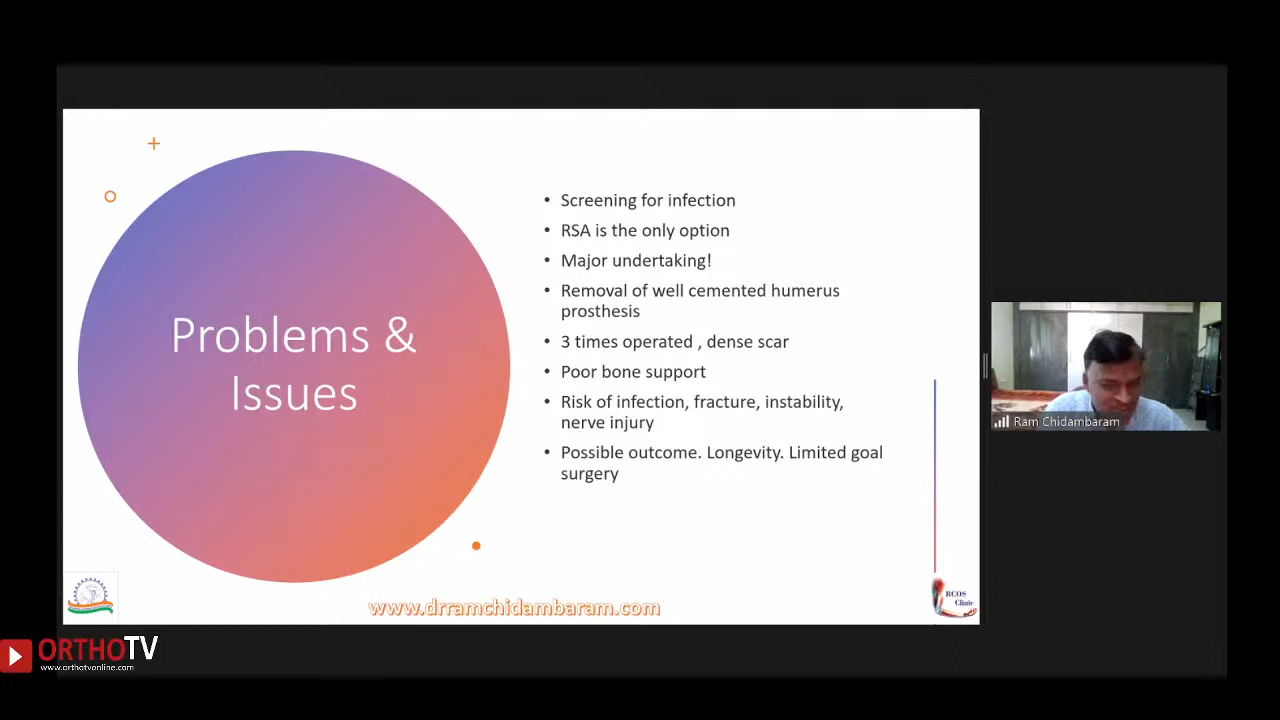 Problems &
Issues
• Screening for infection
• RSA is the only option
• Major undertaking!
• Removal of well cemented humerus
prosthesis
• 3 times operated , dense scar
• Poor bone support
• Risk of infection, fracture, instability,
nerve injury
• Possible outcome. Longevity. Limited goal
surgery
Ram Chidambaram
www.drramchidambaram.com
RCOS
Clinic
ORTHOTV
www.orthotvonline.com